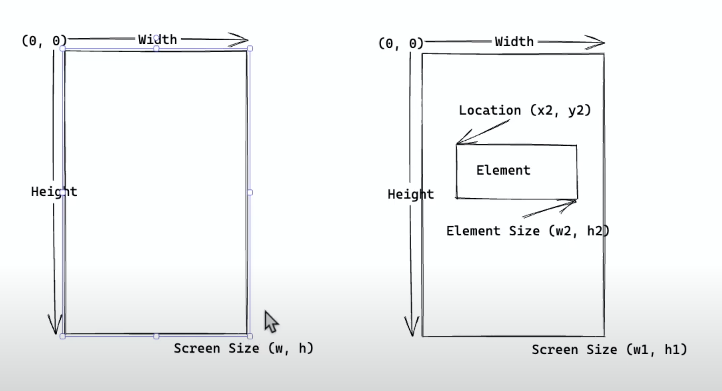 (0, 0)
Width
Height
Screen Size (w, h)
(0, 0)
Width
Location (x2, y2)
Element
Height
Element Size (w2, h2)
Screen Size (w1, h1)